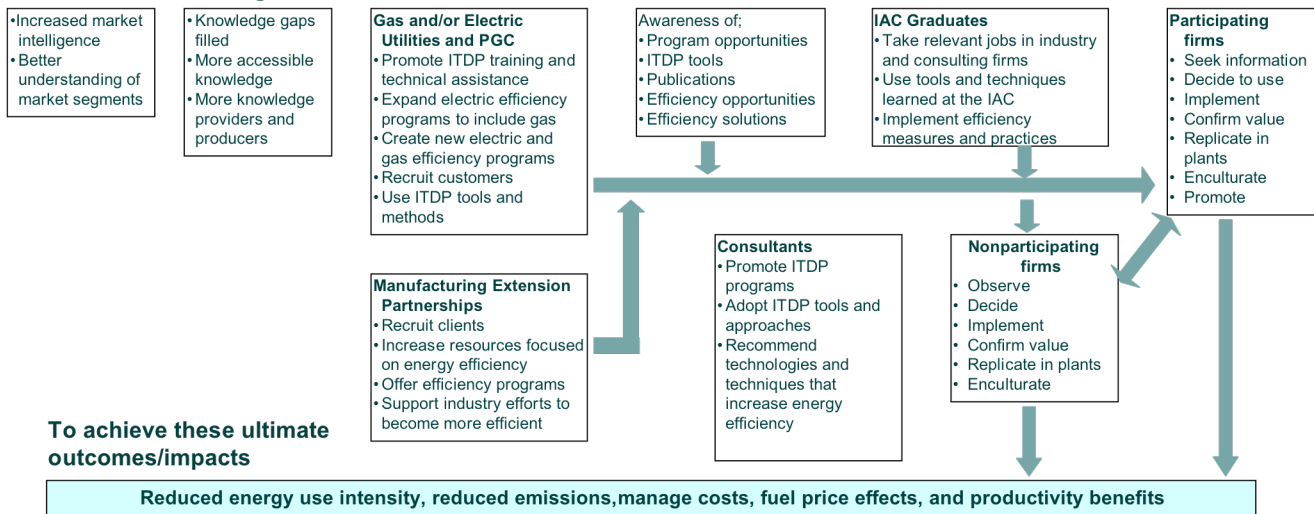 •Increased market
intelligence
•Better
understanding of
market segments
•Knowledge gaps
filled
•More accessible
knowledge
•More knowledge
providers and
producers
Gas and/or Electric
Utilities and PGC
•Promote ITDP training and
technical assistance
•Expand electric efficiency
programs to include gas
•Create new electric and
gas efficiency programs
•Recruit customers
•Use ITDP tools and
methods
Awareness of;
•Program opportunities
•ITDP tools
•Publications
•Efficiency opportunities
•Efficiency solutions
IAC Graduates
•Take relevant jobs in industry
and consulting firms
•Use tools and techniques
learned at the IAC
•Implement efficiency
measures and practices
Participating
firms
• Seek information
• Decide to use
• Implement
• Confirm value
• Replicate in
plants
• Enculturate
• Promote
Manufacturing Extension
Partnerships
•Recruit clients
•Increase resources focused
on energy efficiency
•Offer efficiency programs
•Support industry efforts to
become more efficient
Consultants
•Promote ITDP
programs
•Adopt ITDP tools and
approaches
•Recommend
technologies and
techniques that
increase energy
efficiency
Nonparticipating
firms
• Observe
• Decide
• Implement
• Confirm value
• Replicate in plants
• Enculturate
To achieve these ultimate
outcomes/impacts
Reduced energy use intensity, reduced emissions,manage costs, fuel price effects, and productivity benefits